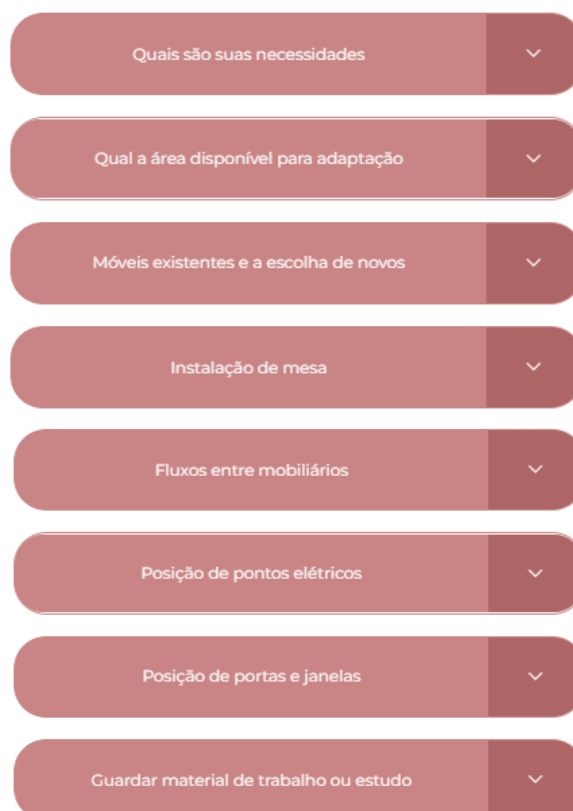 Quais são suas necessidades
Qual a área disponível para adaptação
Móveis existentes e a escolha de novos
Instalação de mesa
Fluxos entre mobiliários
Posição de pontos elétricos
Posição de portas e janelas
Guardar material de trabalho ou estudo